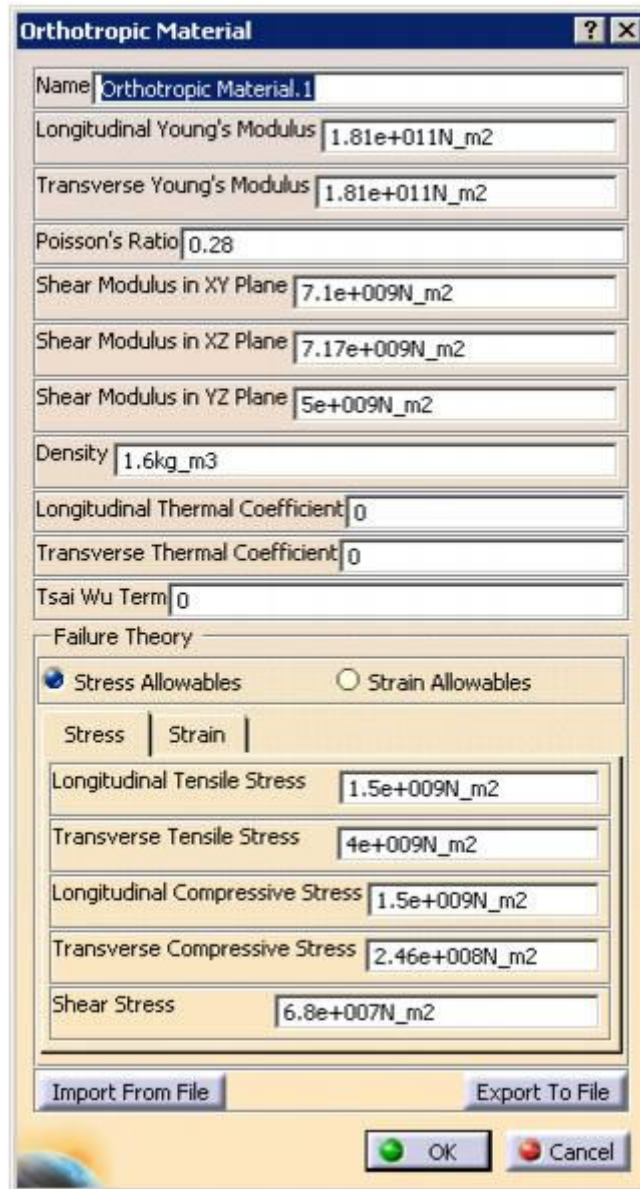 Orthotropic Material
Name Orthotropic Material.1
Longitudinal Young's Modulus 1.81e+011N_m2
Transverse Young's Modulus 1.81e+011N_m2
Poisson's Ratio 0.28
Shear Modulus in XY Plane 7.1e+009N_m2
Shear Modulus in XZ Plane 7.17e+009N_m2
Shear Modulus in YZ Plane 5e+009N_m2
Density 1.6kg_m3
Longitudinal Thermal Coefficient 0
Transverse Thermal Coefficient 0
Tsai Wu Term 0
Failure Theory
Stress Allowables Strain Allowables
Stress Strain
Longitudinal Tensile Stress 1.5e+009N_m2
Transverse Tensile Stress 4e+009N_m2
Longitudinal Compressive Stress 1.5e+009N_m2
Transverse Compressive Stress 2.46e+008N_m2
Shear Stress 6.8e+007N_m2
Import From File Export To File
OK Cancel